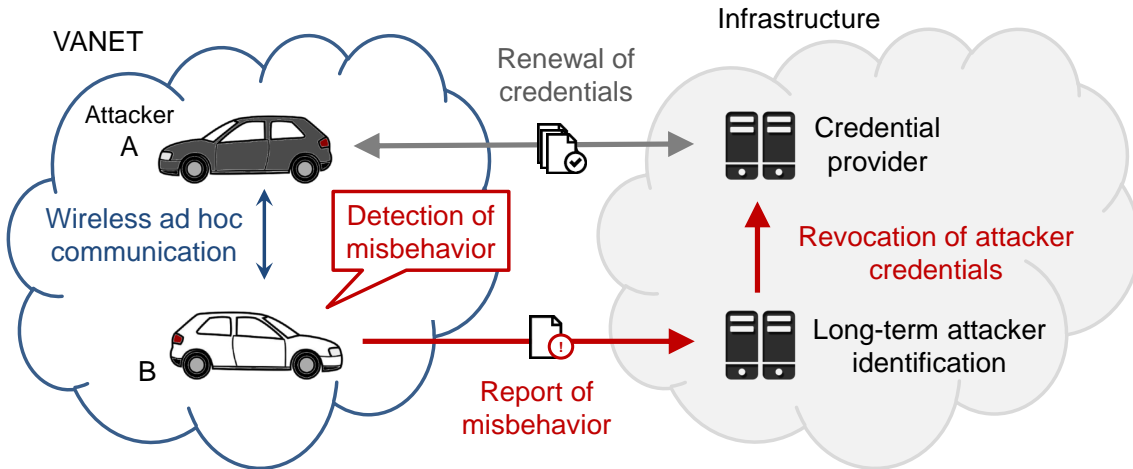 VANET
Infrastructure
Attacker
A
Renewal of
credentials
Credential
provider
Wireless ad hoc
communication
Detection of
misbehavior
Revocation of attacker
credentials
B
!
Report of
misbehavior
Long-term attacker
identification